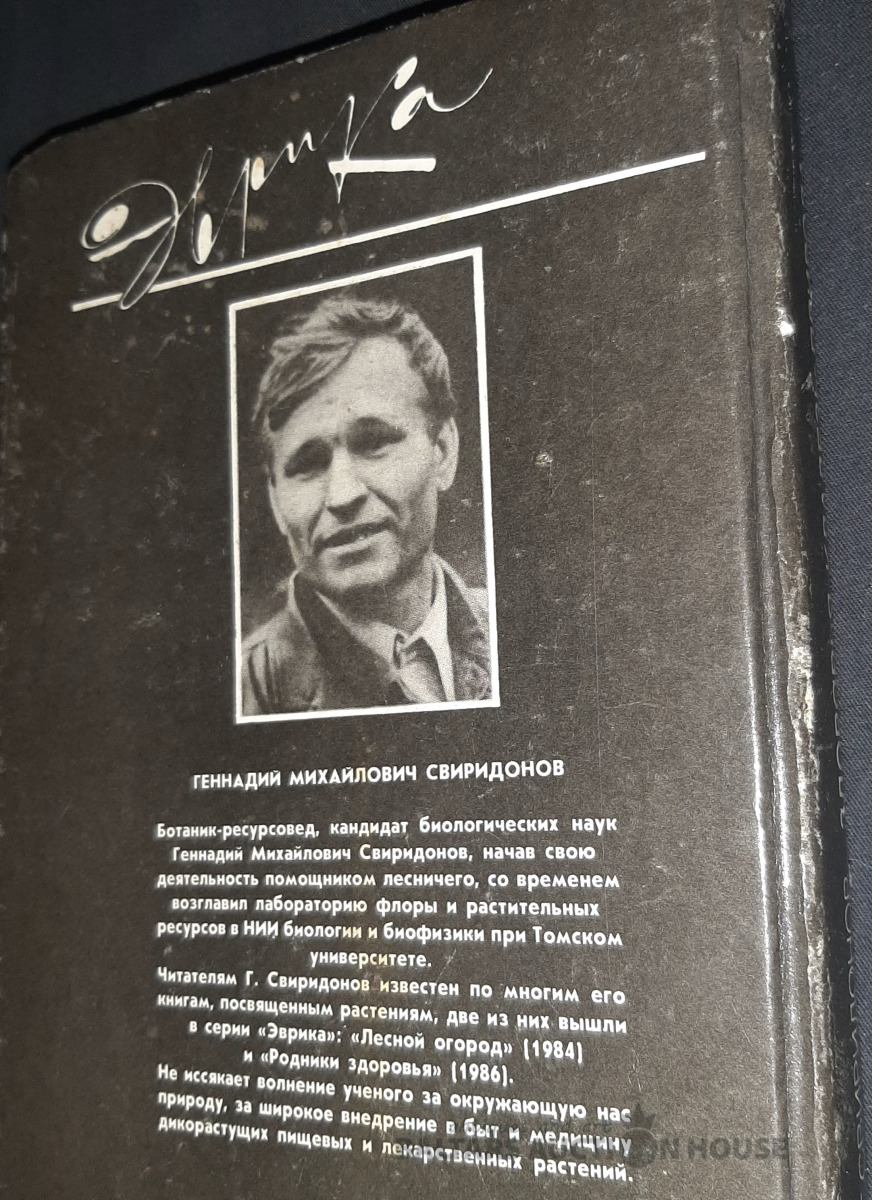 Эврика
ГЕННАДИЙ МИХАЙЛОВИЧ СВИРИДОНОВ
Ботаник-ресурсовед, кандидат биологических наук
Геннадий Михайлович Свиридонов, начав свою
деятельность помощником лесничего, со временем
возглавил лабораторию флоры и растительных
ресурсов в НИИ биологии и биофизики при Томском
университете.
Читателям Г. Свиридонов известен по многим его
книгам, посвященным растениям, две из них вышли
в серии «Эврика»: «Лесной огород» (1984)
и «Родники здоровья» (1986).
Не иссякает волнение ученого за окружающую нас
природу, за широкое внедрение в быт и медицину
дикорастущих пищевых и лекарственных растений.
HOUSE